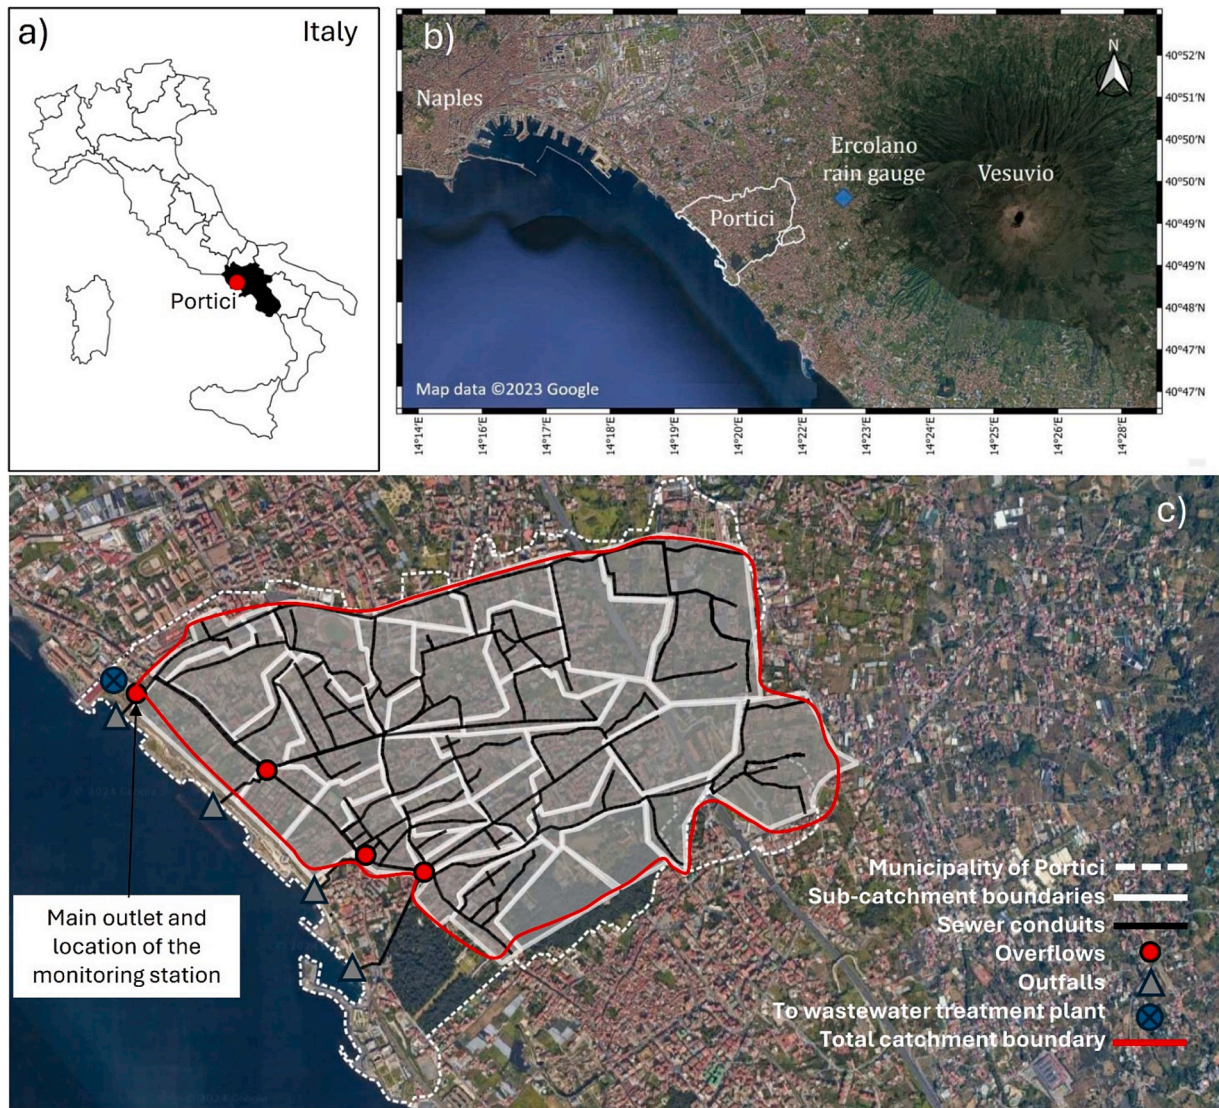 a)
Italy
Portici
b)
N
Naples
Ercolano
rain gauge
Vesuvio
Portici
Map data ©2023 Google
40°52'N
40°51'N
40°50'N
40°50'N
40°49'N
40°49'N
40°48'N
40°47'N
40°47'N
14°14'E
14°16'E
14°17'E
14°18'E
14°19'E
14°20'E
14°22'E
14°23'E
14°24'E
14°25'E
14°26'E
14°28'E
c)
Main outlet and
location of the
monitoring station
Municipality of Portici
Sub-catchment boundaries
Sewer conduits
Overflows
Outfalls
To wastewater treatment plant
Total catchment boundary